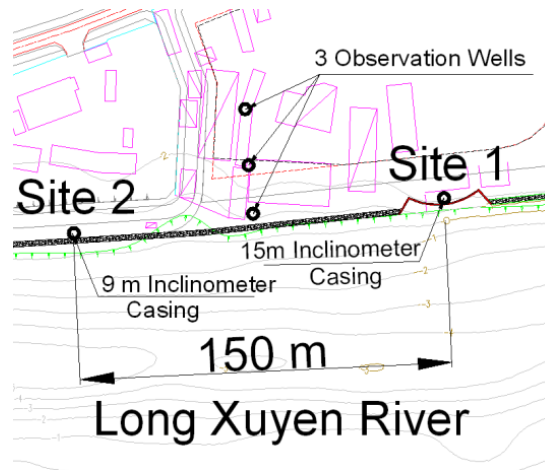 3 Observation Wells
Site 1
Site 2
15m Inclinometer
Casing
9 m Inclinometer
Casing
150 m
Long Xuyen River